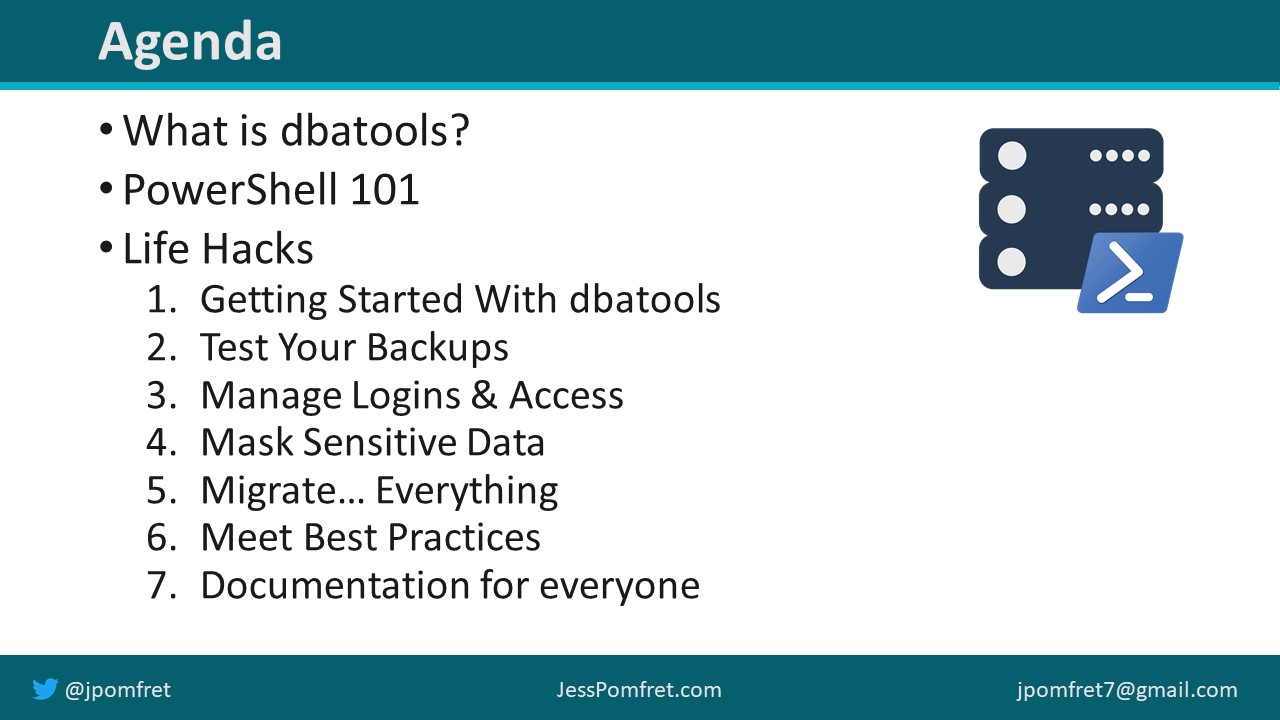 Agenda
• What is dbatools?
• PowerShell 101
• Life Hacks
1. Getting Started With dbatools
2. Test Your Backups
3. Manage Logins & Access
4. Mask Sensitive Data
5. Migrate... Everything
6. Meet Best Practices
7. Documentation for everyone
@jpomfret
JessPomfret.com
jpomfret7@gmail.com